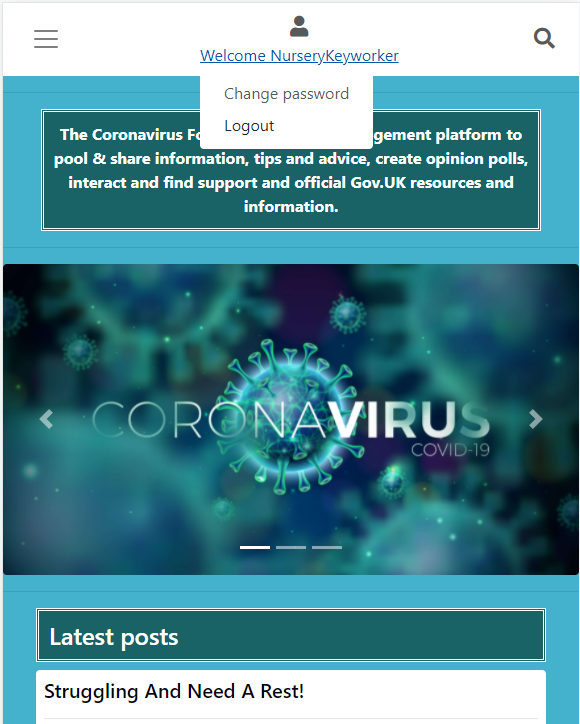 Welcome NurseryKeyworker
Change password
Logout
The Coronavirus gement platform to
pool & share information, tips and advice, create opinion polls,
interact and find support and official Gov.UK resources and
information.
CORONAVIRUS
COVID-19
Latest posts
Struggling And Need A Rest!